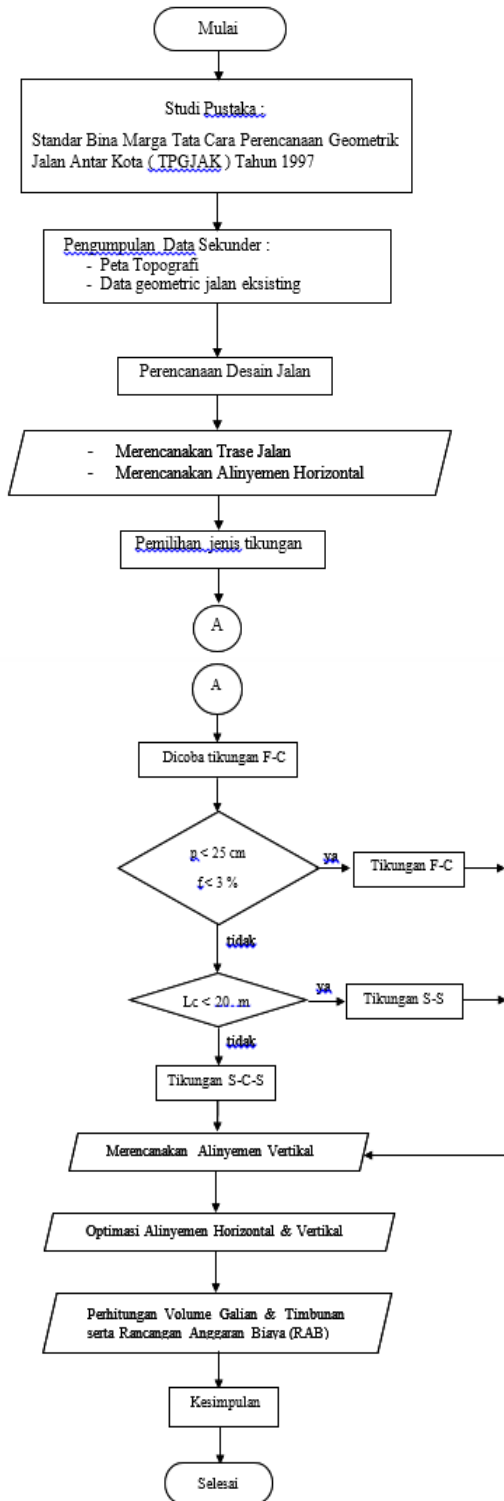 Mulai
Studi Pustaka :
Standar Bina Marga Tata Cara Perencanaan Geometrik
Jalan Antar Kota ( TPGJAK ) Tahun 1997
Pengumpulan Data Sekunder :
- Peta Topografi
- Data geometric jalan eksisting
Perencanaan Desain Jalan
- Merencanakan Trase Jalan
- Merencanakan Alinyemen Horizontal
Pemilihan jenis tikungan
A
A
Dicoba tikungan F-C
p < 25 cm
f < 3 %
ya
Tikungan F-C
tidak
Lc < 20...m
ya
Tikungan S-S
tidak
Tikungan S-C-S
Merencanakan Alinyemen Vertikal
Optimasi Alinyemen Horizontal & Vertikal
Perhitungan Volume Galian & Timbunan
serta Rancangan Anggaran Biaya (RAB)
Kesimpulan
Selesai